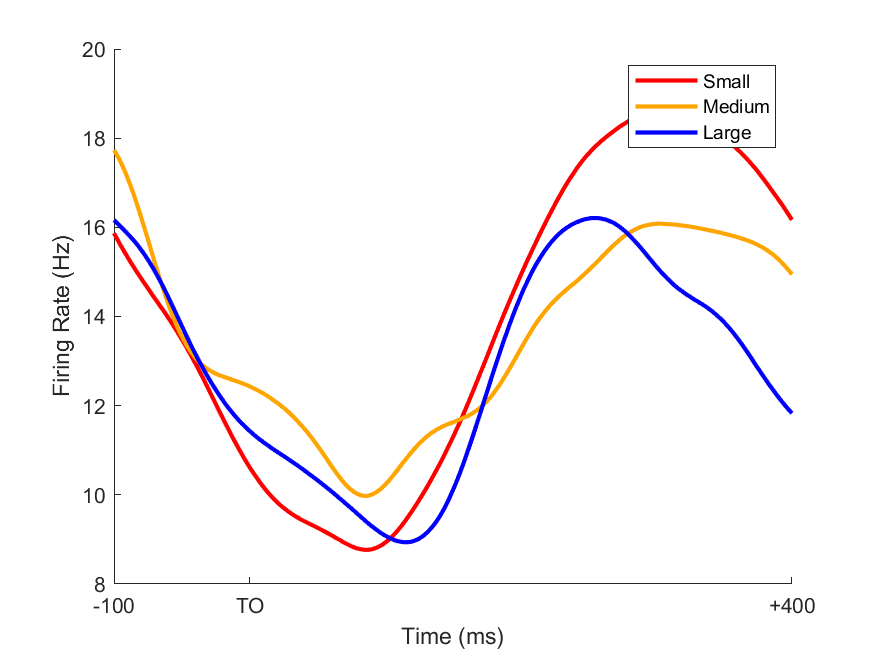 20
18
16
14
12
10
8
Firing Rate (Hz)
Small
Medium
Large
-100
TO
+400
Time (ms)